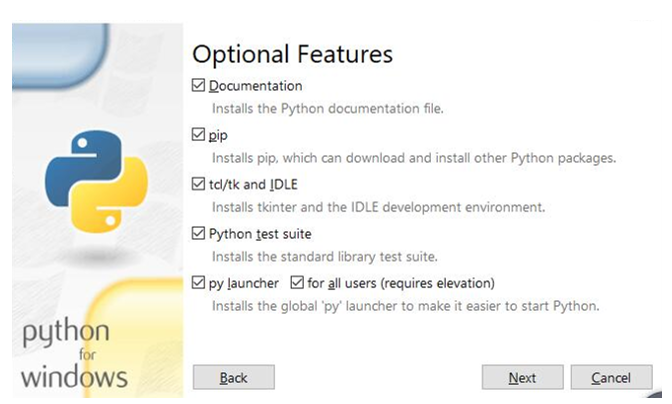 Optional Features
Documentation
Installs the Python documentation file.
pip
Installs pip, which can download and install other Python packages.
tcl/tk and IDLE
Installs tkinter and the IDLE development environment.
Python test suite
Installs the standard library test suite.
py launcher for all users (requires elevation)
Installs the global 'py' launcher to make it easier to start Python.
python
for
windows
Back Next Cancel